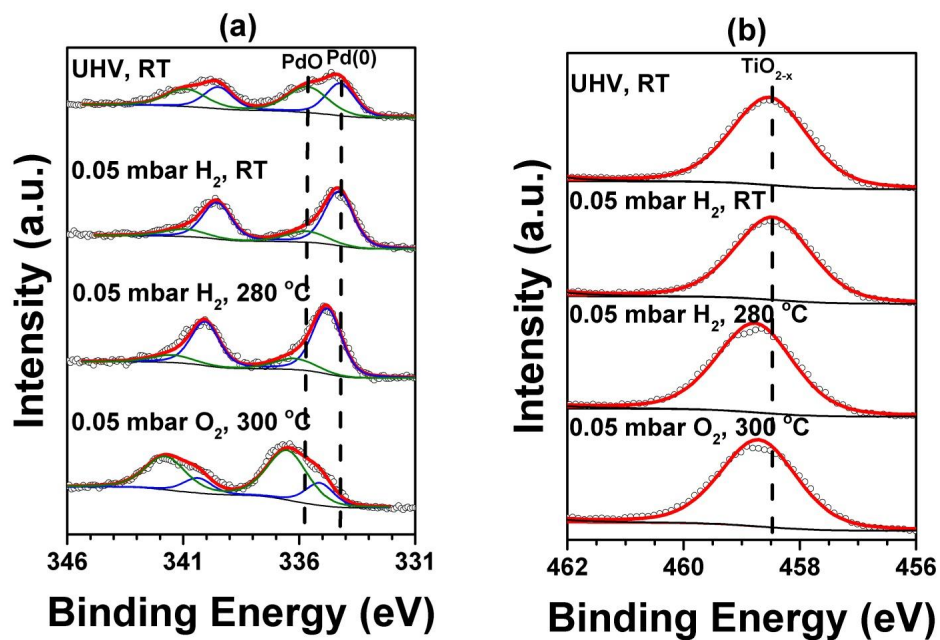 (a)
PdO Pd(0)
UHV, RT
0.05 mbar H2, RT
0.05 mbar H2, 280 °C
0.05 mbar O2, 300 °C
Intensity (a.u.)
346 341 336 331
Binding Energy (eV)
(b)
TiO2-x
UHV, RT
0.05 mbar H2, RT
0.05 mbar H2, 280 °C
0.05 mbar O2, 300 °C
Intensity (a.u.)
462 460 458 456
Binding Energy (eV)